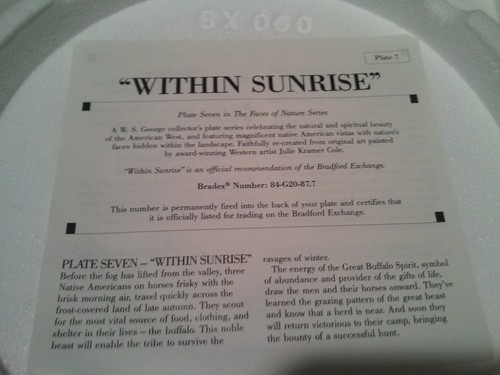 Plate 7
"WITHIN SUNRISE"
Plate Seven in The Faces of Nature Series
A W. S. George collector's plate series celebrating the natural and spiritual beauty
of the American West, and featuring magnificent native American vistas with nature's
faces hidden within the landscape. Faithfully re-created from original art painted
by award-winning Western artist Julie Kramer Cole.
"Within Sunrise" is an official recommendation of the Bradford Exchange.
Bradex® Number: 84-G20-87.7
This number is permanently fired into the back of your plate and certifies that
it is officially listed for trading on the Bradford Exchange.
PLATE SEVEN — "WITHIN SUNRISE"
Before the fog has lifted from the valley, three
Native Americans on horses frisky with the
brisk morning air, travel quickly across the
frost-covered land of late autumn. They scout
for the most vital source of food, clothing, and
shelter in their lives — the buffalo. This noble
beast will enable the tribe to survive the
ravages of winter.
The energy of the Great Buffalo Spirit, symbol
of abundance and provider of the gifts of life,
draw the men and their horses onward. They've
learned the grazing pattern of the great beast
and know that a herd is near. And soon they
will return victorious to their camp, bringing
the bounty of a successful hunt.